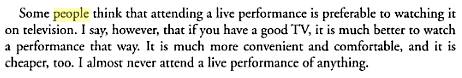 Some people think that attending a live performance is preferable to watching it
on television. I say, however, that if you have a good TV, it is much better to watch
a performance that way. It is much more convenient and comfortable, and it is
cheaper, too. I almost never attend a live performance of anything.